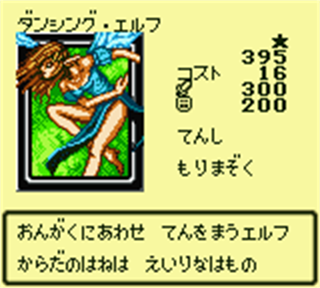 ダンシング・エルフ
★
395
コスト 16
300
200
てんし
もりまぞく
おんがくにあわせ てんをまうエルフ
からだのはねは えいりなはもの